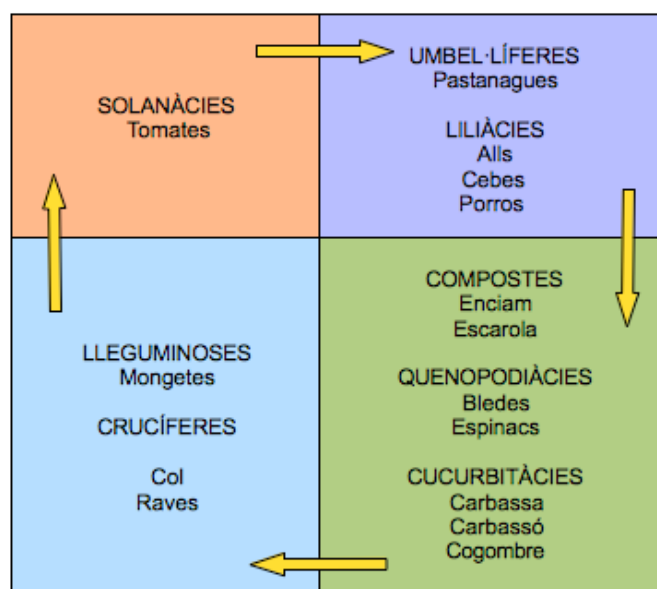 SOLANÀCIES
Tomates
UMBEL·LÍFERES
Pastanagues
LILIÀCIES
Alls
Cebes
Porros
LLEGUMINOSES
Mongetes
CRUCÍFERES
Col
Raves
COMPOSTES
Enciam
Escarola
QUENOPODIÀCIES
Bledes
Espinacs
CUCURBITÀCIES
Carbassa
Carbassó
Cogombre